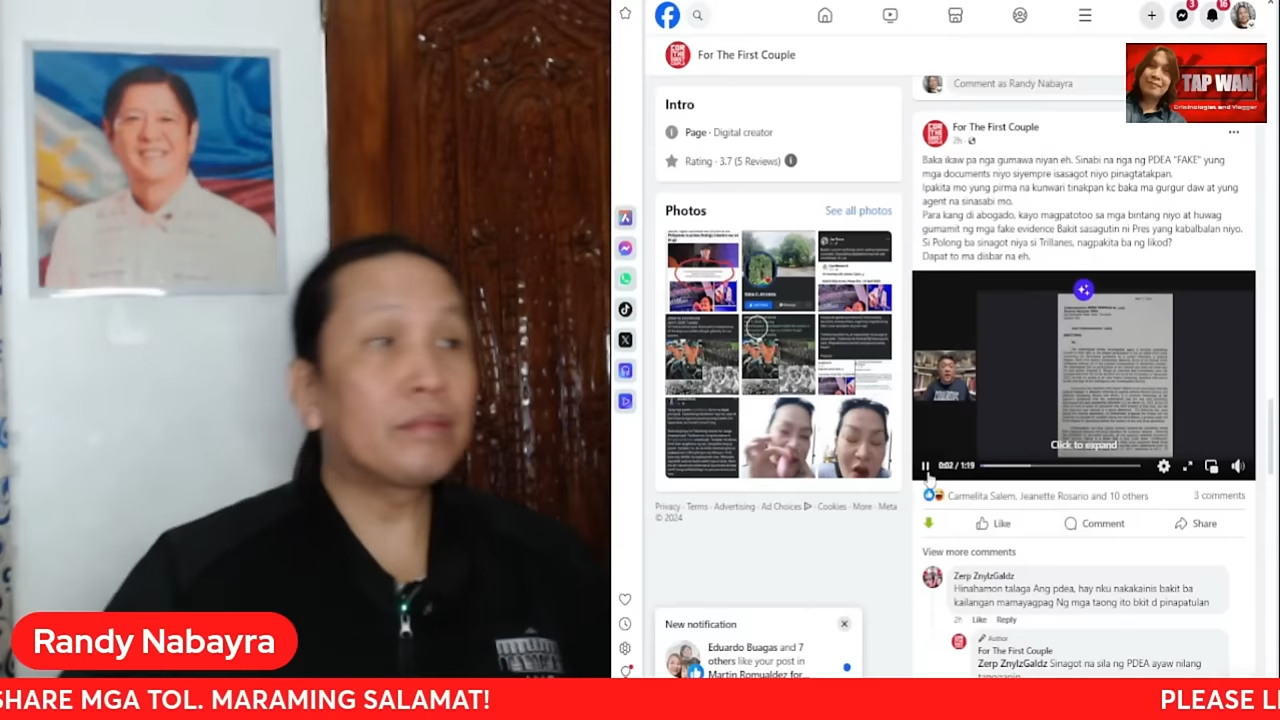 For The First Couple
Intro
Page · Digital creator
Rating · 3.7 (5 Reviews)
Photos
See all photos
Privacy · Terms · Advertising · Ad Choices · Cookies · More · Meta
© 2024
New notification
Eduardo Buagas and 7
others like your post in
Martin Romualdez for...
Comment as Randy Nabayra
3
16
TAP WAN
Criminologist and Vlogger
For The First Couple
2h
Baka ikaw pa nga gumawa niyan eh. Sinabi na nga ng PDEA "FAKE" yung
mga documents niyo siyempre isasagot niyo pinagtatakpan.
Ipakita mo yung pirma na kunwari tinakpan kc baka ma gurgur daw at yung
agent na sinasabi mo.
Para kang di abogado, kayo magpatotoo sa mga bintang niyo at huwag
gumamit ng mga fake evidence Bakit sasagutin ni Pres yang kabalbalan niyo.
Si Polong ba sinagot niya si Trillanes, nagpakita ba ng likod?
Dapat to ma disbar na eh.
Click to expand
0:02 / 1:19
Carmelita Salem, Jeanette Rosario and 10 others
3 comments
Like
Comment
Share
View more comments
Zerp ZnylzGaldz
Hinahamon talaga Ang pdea, hay nku nakakainis bakit ba
kailangan mamayagpag Ng mga taong ito bkit d pinapatulan
2h Like Reply
Author
For The First Couple
Zerp ZnylzGaldz Sinagot na sila ng PDEA ayaw nilang
Randy Nabayra
SHARE MGA TOL. MARAMING SALAMAT!
PLEASE